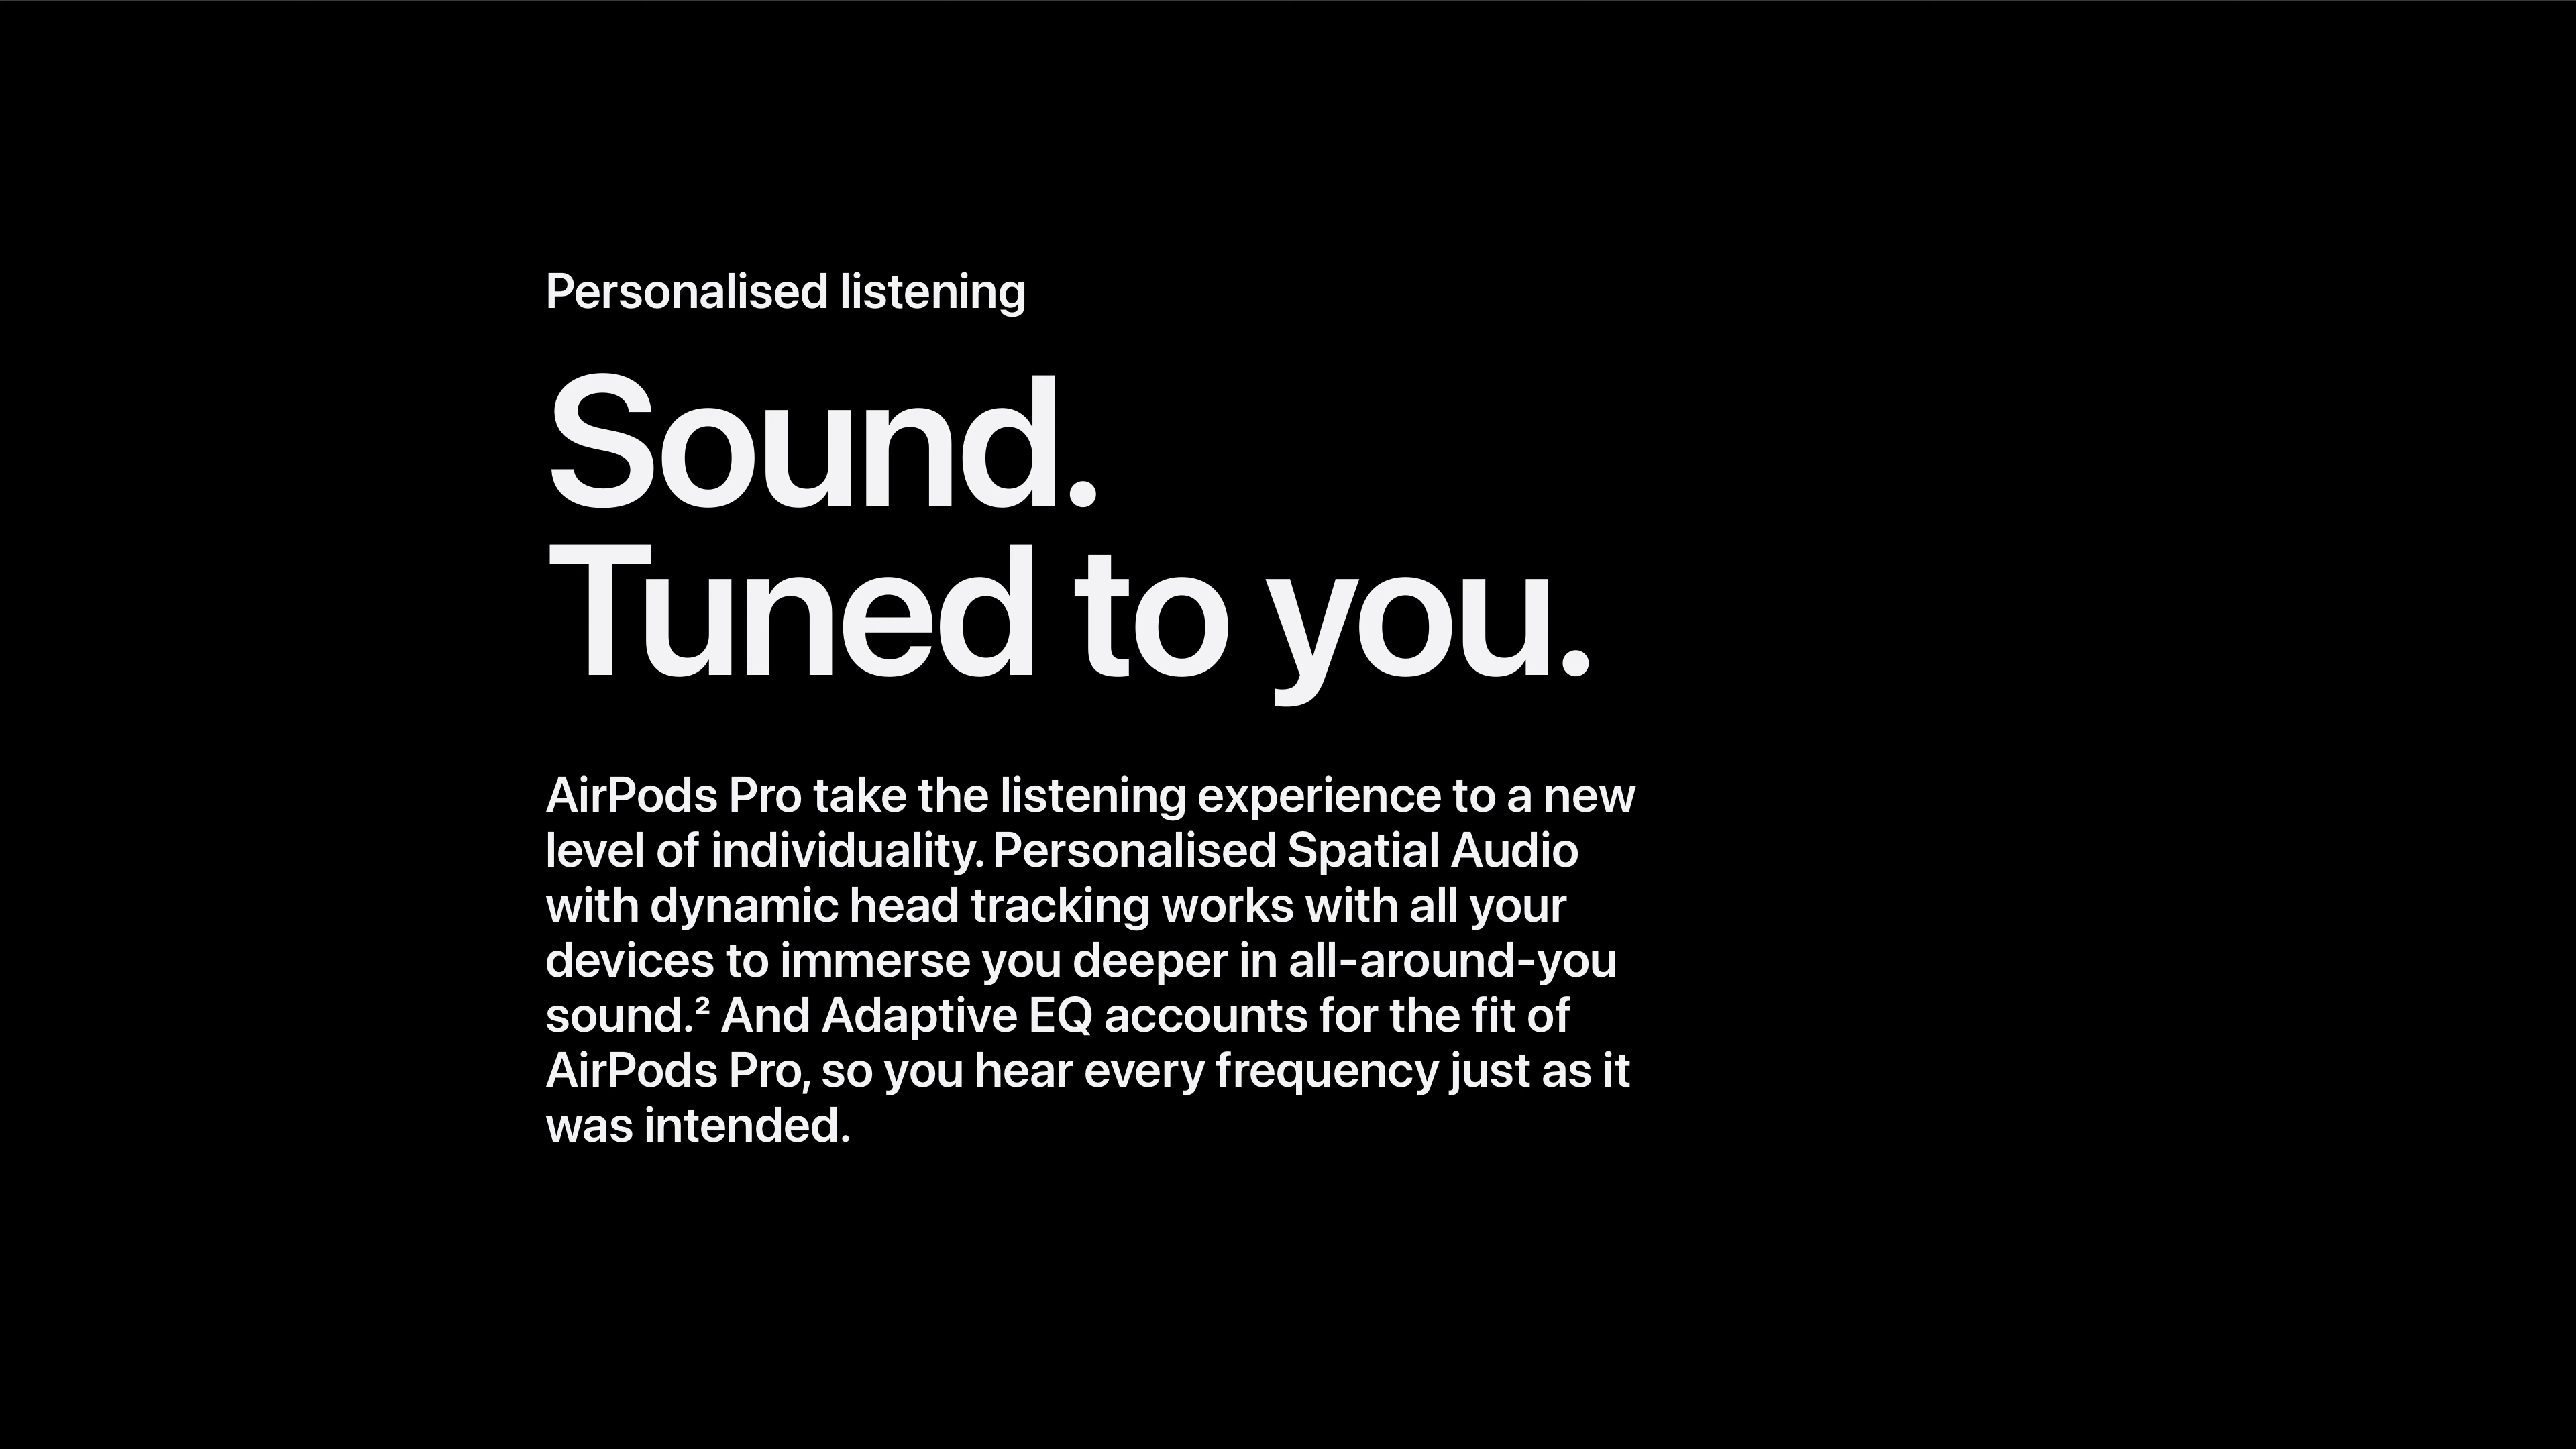 Personalised listening
Sound.
Tuned to you.
AirPods Pro take the listening experience to a new
level of individuality. Personalised Spatial Audio
with dynamic head tracking works with all your
devices to immerse you deeper in all-around-you
sound.² And Adaptive EQ accounts for the fit of
AirPods Pro, so you hear every frequency just as it
was intended.